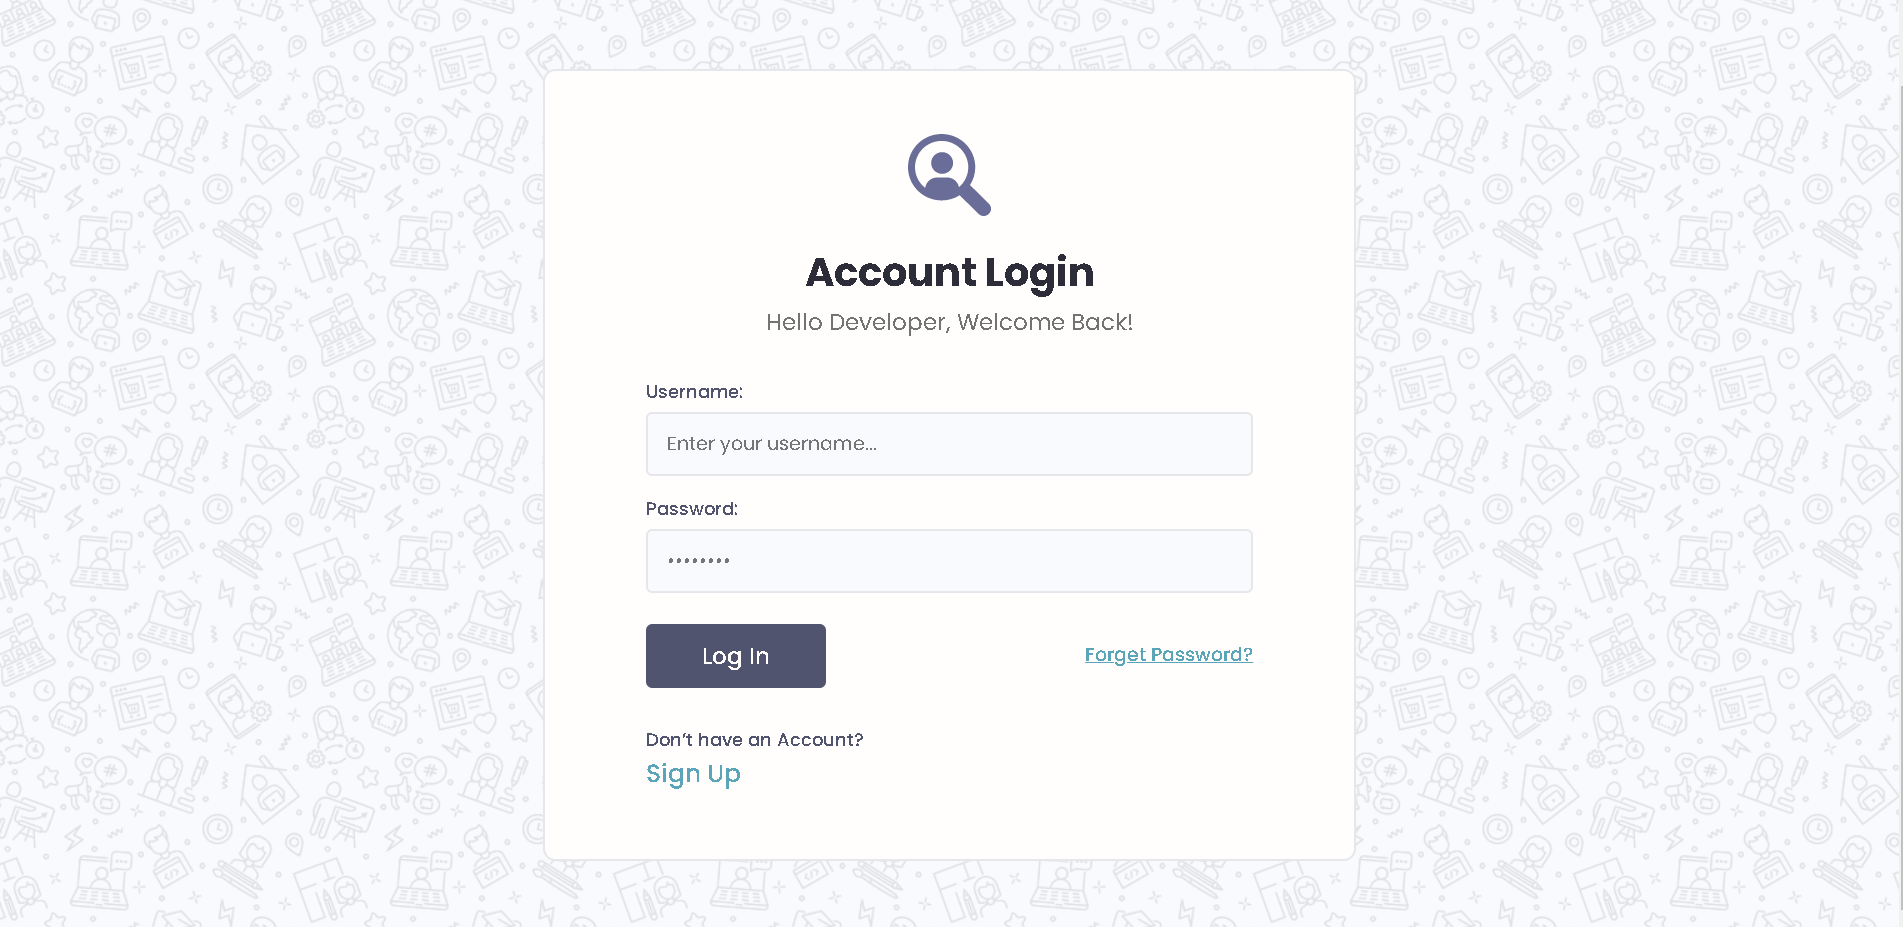 Account Login
Hello Developer, Welcome Back!
Username:
Enter your username...
Password:
••••••••
Log In
Forget Password?
Don't have an Account?
Sign Up